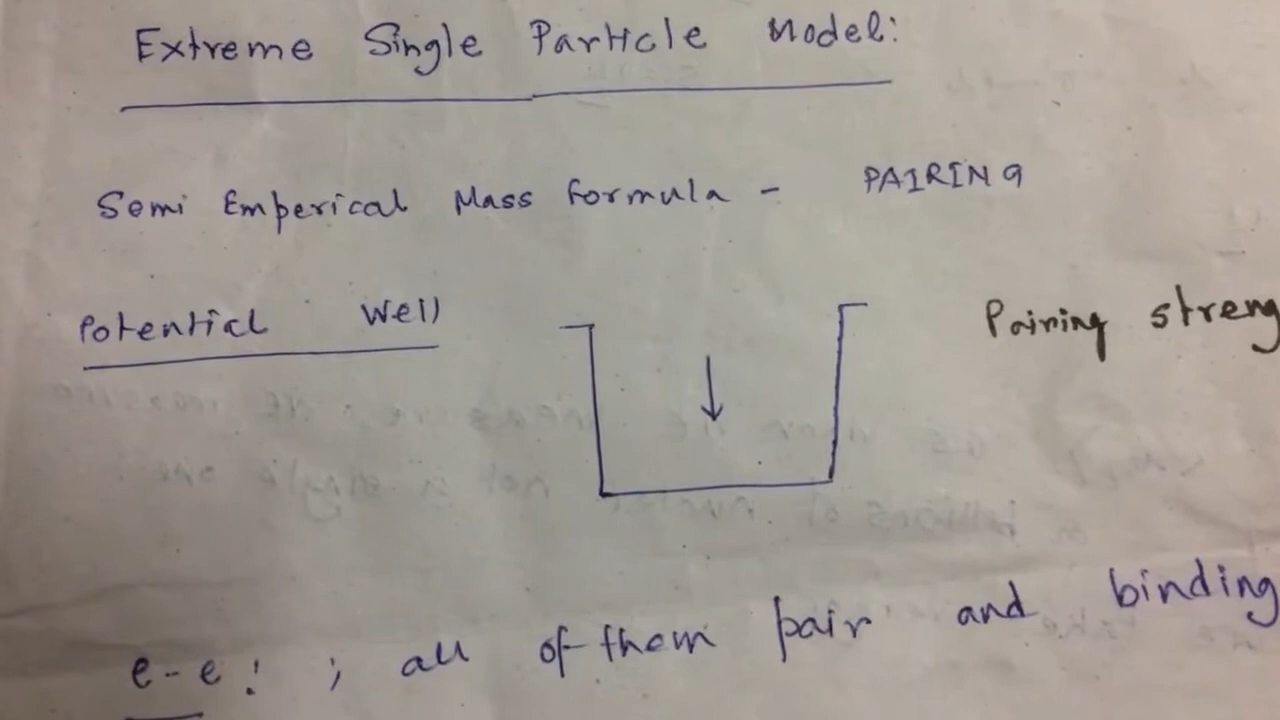 Extreme Single Particle Model:
Semi Emperical Mass formula - PAIRING
Potential Well
Pairing streng
e-e: ; all of them pair and binding